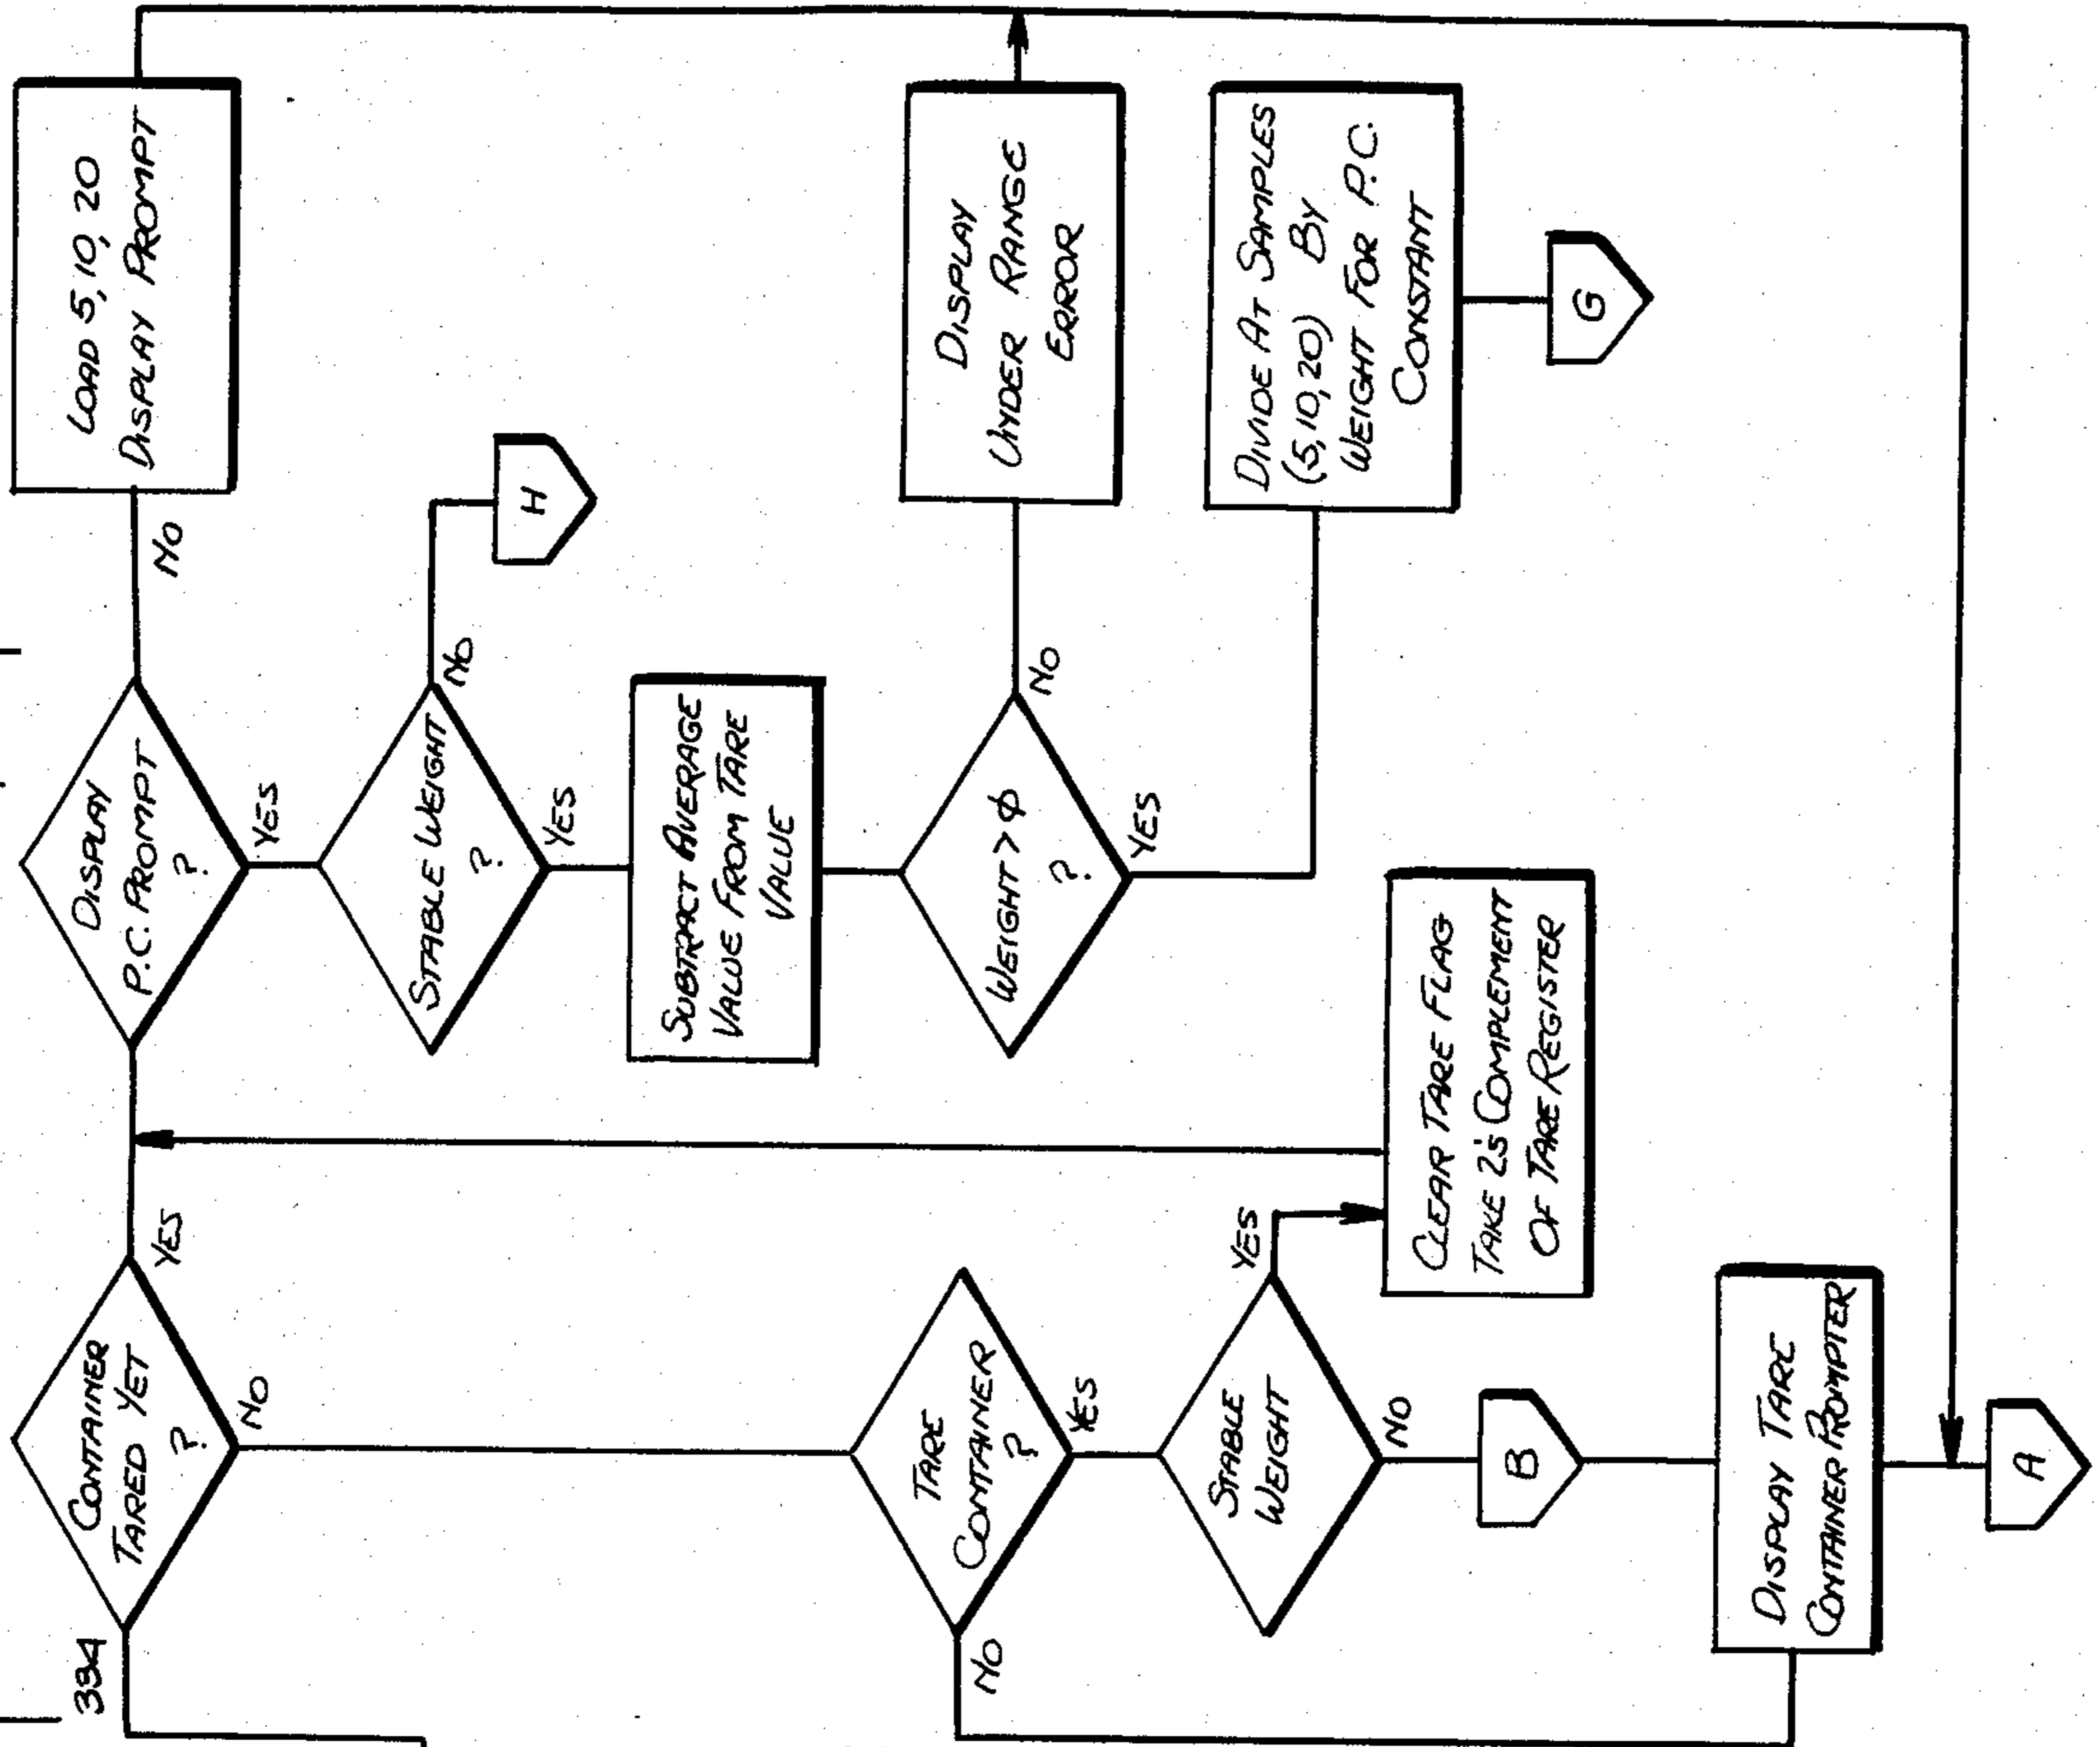 334
CONTAINER
TARED YET
?
YES
NO
DISPLAY
P.C. PROMPT
?
NO
YES
LOAD 5, 10, 20
DISPLAY PROMPT
STABLE WEIGHT
?
NO
YES
H
SUBTRACT AVERAGE
VALUE FROM TARE
VALUE
WEIGHT > Φ
?
NO
YES
DISPLAY
UNDER RANGE
ERROR
DIVIDE AT SAMPLES
(5,10,20) BY
WEIGHT FOR P.C.
CONSTANT
G
TARE
CONTAINER
?
NO
YES
STABLE
WEIGHT
YES
NO
CLEAR TARE FLAG
TAKE 2s' COMPLEMENT
OF TARE REGISTER
B
DISPLAY TARE
CONTAINER PROMPTER
A